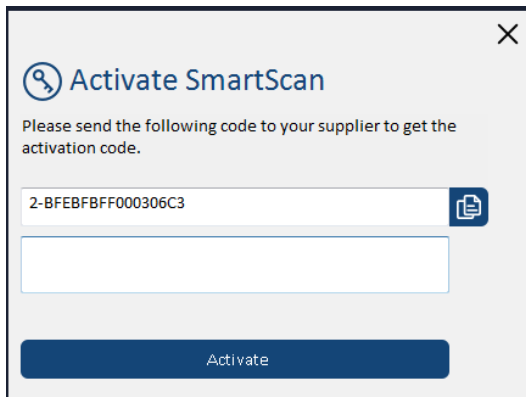 Activate SmartScan
Please send the following code to your supplier to get the
activation code.
2-BFEBFBFF000306C3
Activate